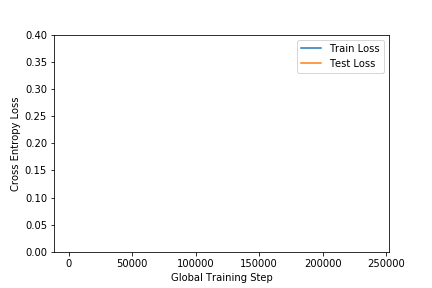 0.40
0.35
0.30
0.25
0.20
0.15
0.10
0.05
0.00
Cross Entropy Loss
Train Loss
Test Loss
0 50000 100000 150000 200000 250000
Global Training Step